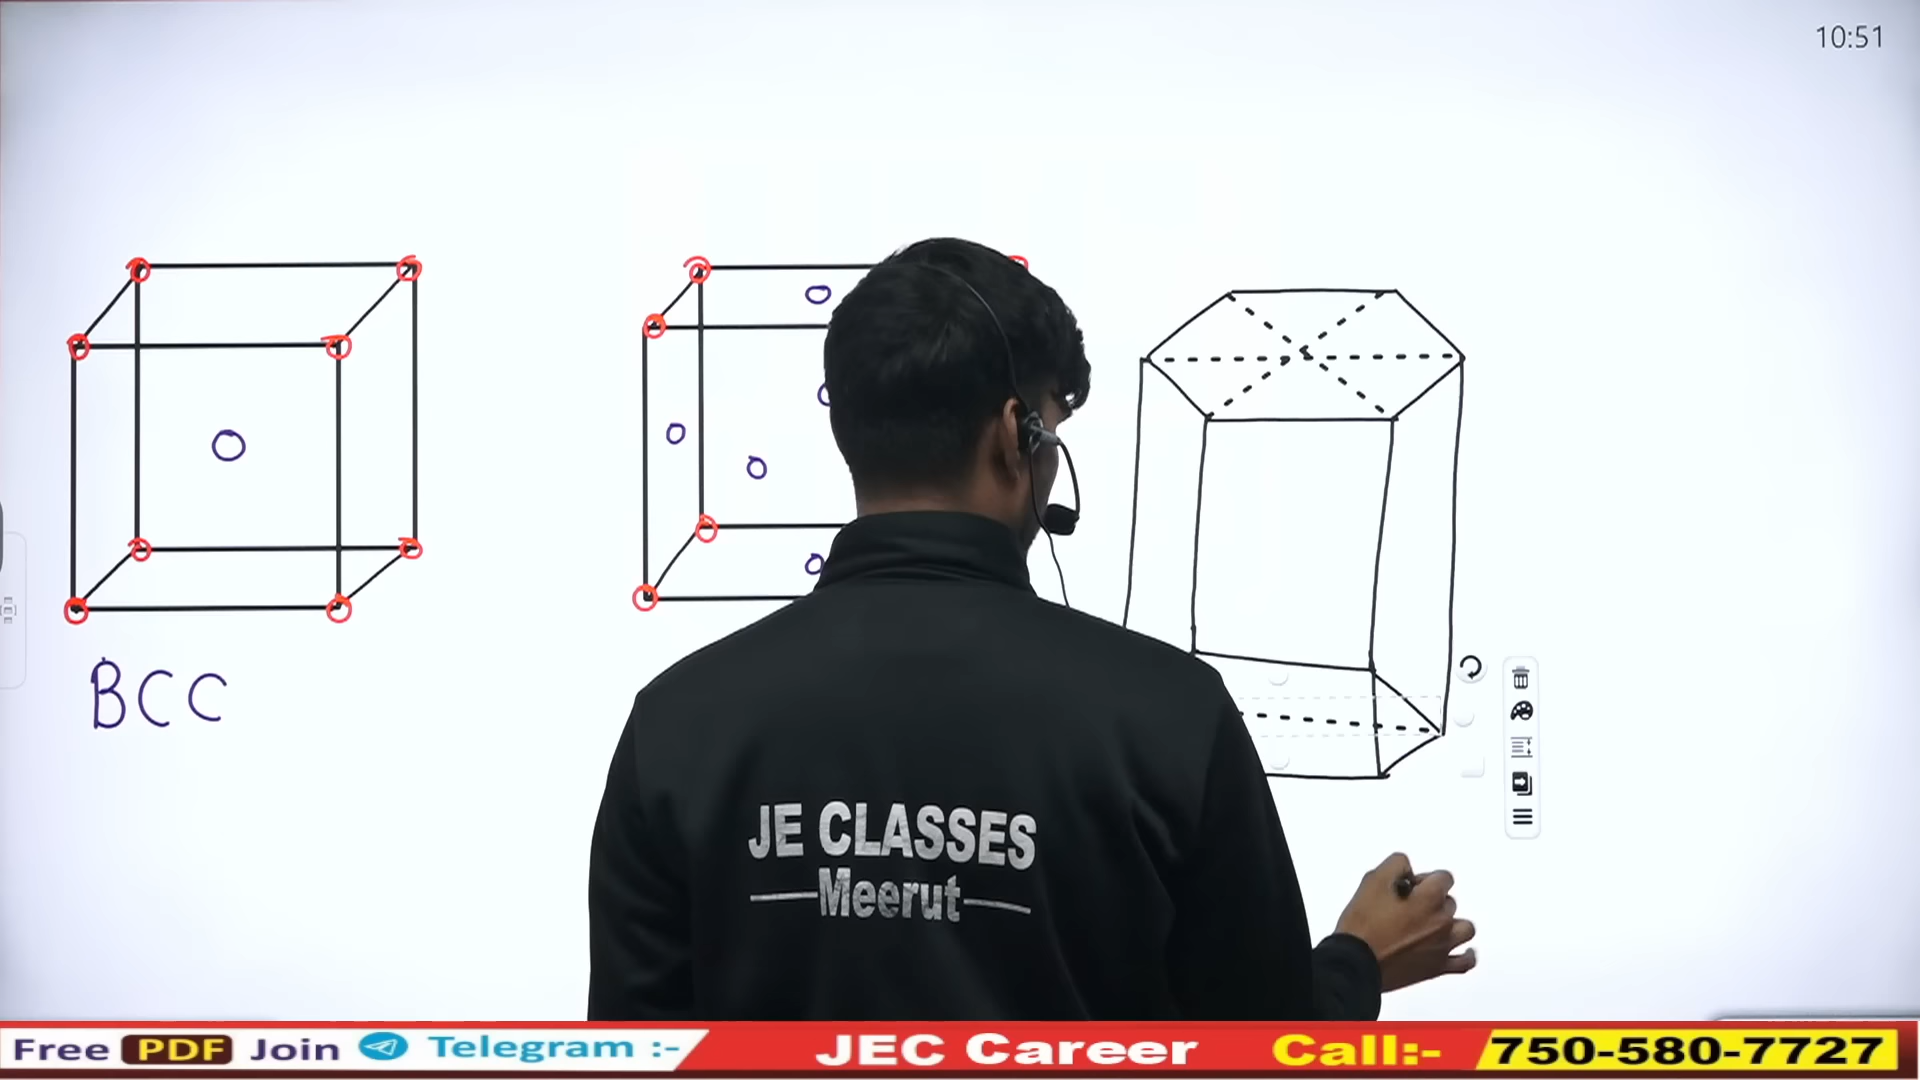 10:51
BCC
JE CLASSES
Meerut
Free PDF Join Telegram :- JEC Career Call:- 750-580-7727